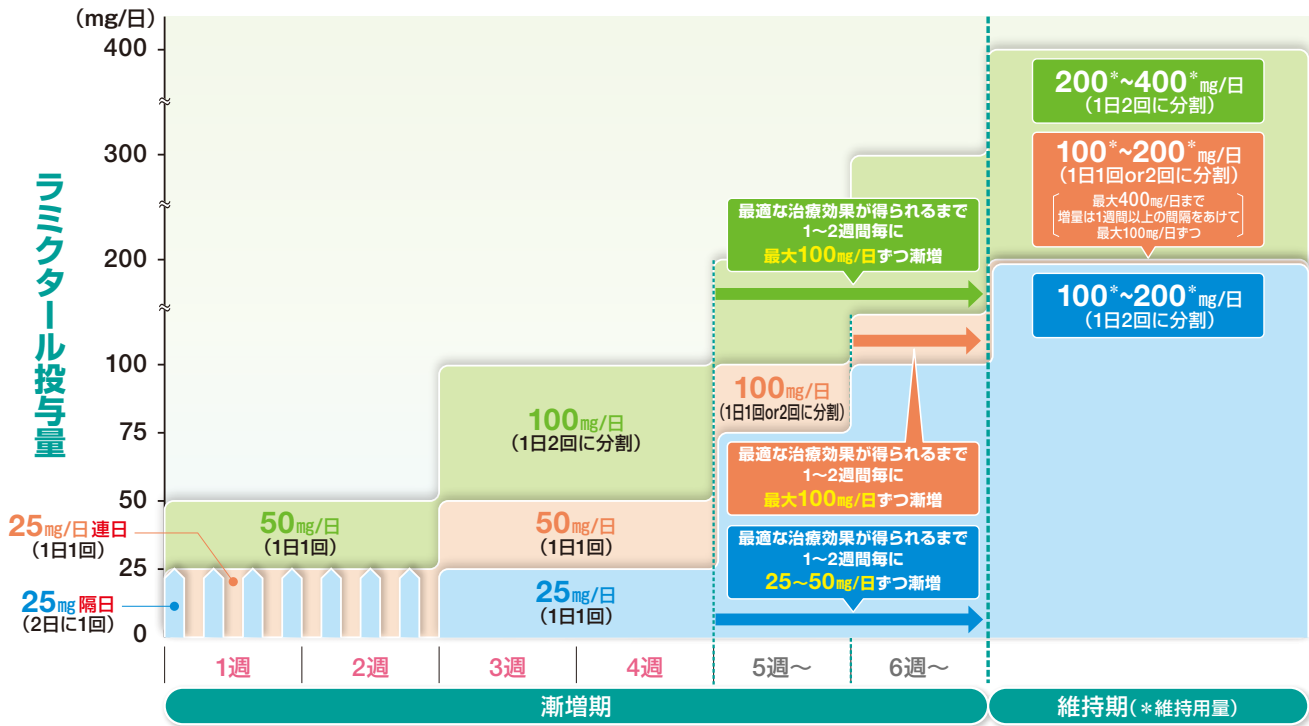 (mg/日)
400
300
200
100
75
50
25
0
ラミクタール投与量
25mg/日 連日
(1日1回)
25mg 隔日
(2日に1回)
50mg/日
(1日1回)
100mg/日
(1日2回に分割)
50mg/日
(1日1回)
25mg/日
(1日1回)
最適な治療効果が得られるまで
1~2週間毎に
最大100mg/日ずつ漸増
100mg/日
(1日1回or2回に分割)
最適な治療効果が得られるまで
1~2週間毎に
最大100mg/日ずつ漸増
最適な治療効果が得られるまで
1~2週間毎に
25~50mg/日ずつ漸増
200*~400*mg/日
(1日2回に分割)
100*~200*mg/日
(1日1回or2回に分割)
最大400mg/日まで
増量は1週間以上の間隔をあけて
最大100mg/日ずつ
100*~200*mg/日
(1日2回に分割)
1週
2週
3週
4週
5週~
6週~
漸増期
維持期(*維持用量)